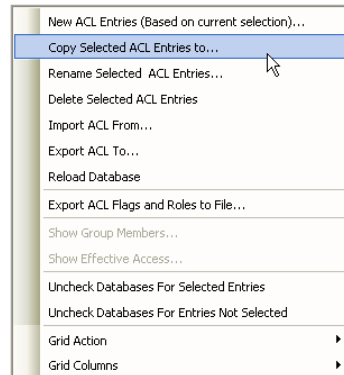 New ACL Entries (Based on current selection)...
Copy Selected ACL Entries to...
Rename Selected  ACL Entries...
Delete Selected ACL Entries
Import ACL From...
Export ACL To...
Reload Database
Export ACL Flags and Roles to File...
Show Group Members...
Show Effective Access...
Uncheck Databases For Selected Entries
Uncheck Databases For Entries Not Selected
Grid Action
Grid Columns